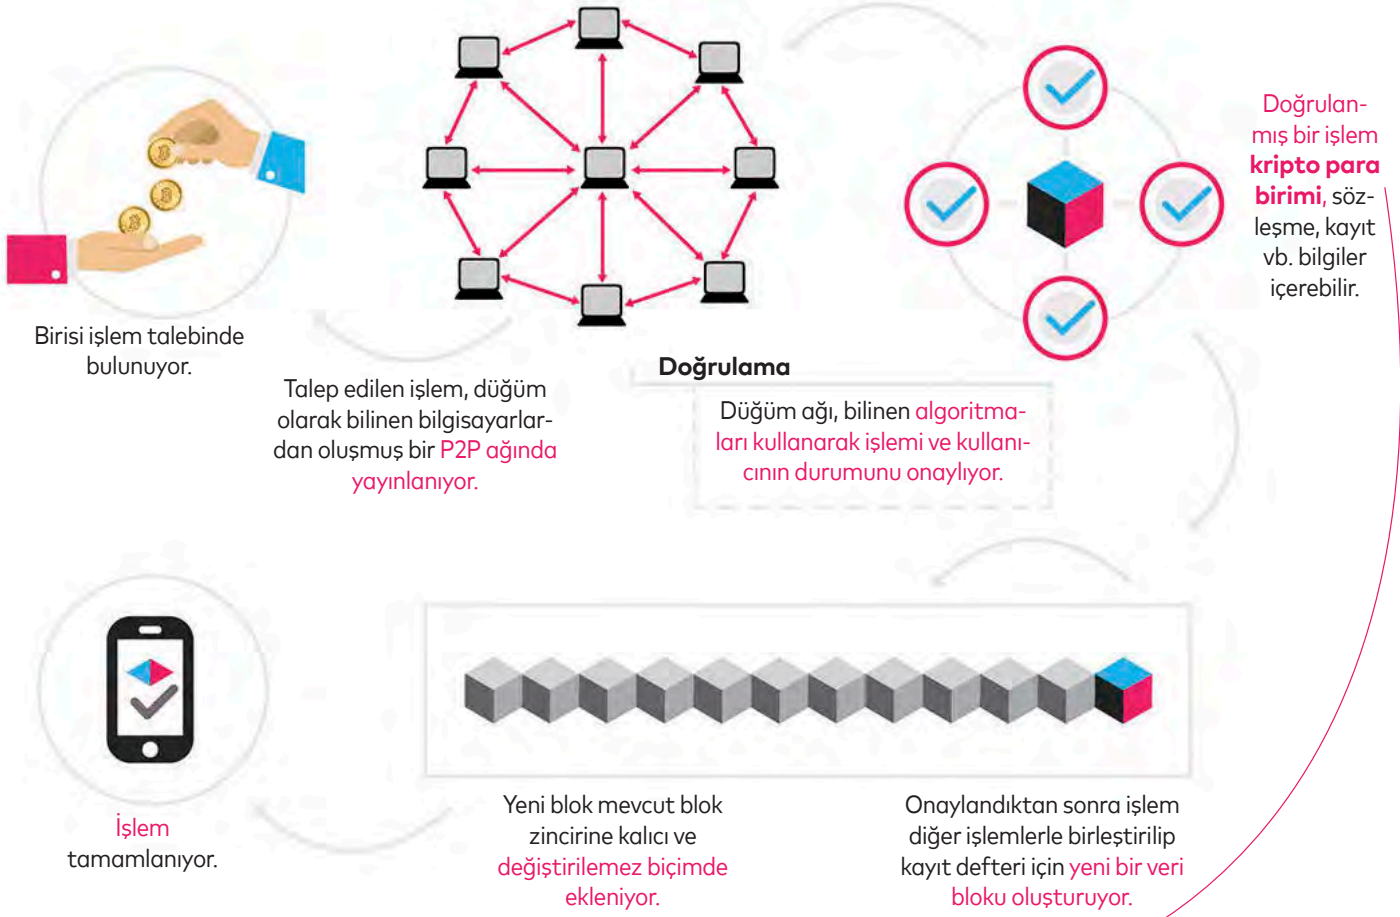 Birisi işlem talebinde
bulunuyor.
Talep edilen işlem, düğüm
olarak bilinen bilgisayarlar-
dan oluşmuş bir P2P ağında
yayınlanıyor.
Doğrulama
Düğüm ağı, bilinen algoritma-
ları kullanarak işlemi ve kullanı-
cının durumunu onaylıyor.
Doğrulan-
mış bir işlem
kripto para
birimi, söz-
leşme, kayıt
vb. bilgiler
içerebilir.
Onaylandıktan sonra işlem
diğer işlemlerle birleştirilip
kayıt defteri için yeni bir veri
bloku oluşturuyor.
Yeni blok mevcut blok
zincirine kalıcı ve
değiştirilemez biçimde
ekleniyor.
İşlem
tamamlanıyor.